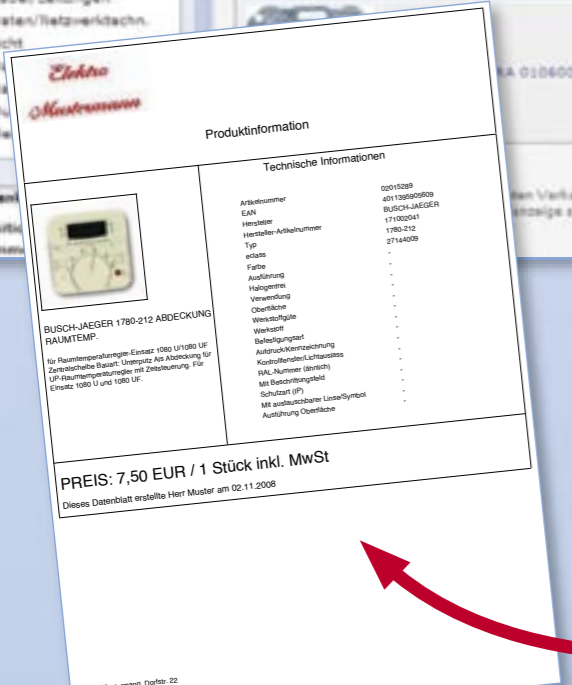 KA 010600
Elektro
Mustermann
Produktinformation
Technische Informationen
Artikelnummer 02015289
EAN 4011395905609
Hersteller BUSCH-JAEGER
Hersteller-Artikelnummer 171002041
Typ 1780-212
eclass 27144009
Farbe -
Ausführung -
Halogenfrei -
Verwendung -
Oberfläche -
Werkstoffgüte -
Werkstoff -
Befestigungsart -
Aufdruck/Kennzeichnung -
Kontrollfenster/Lichtauslass -
RAL-Nummer (ähnlich) -
Mit Beschriftungsfeld -
Schutzart (IP) -
Mit austauschbarer Linse/Symbol -
Ausführung Oberfläche -
BUSCH-JAEGER 1780-212 ABDECKUNG
RAUMTEMP.
für Raumtemperaturregler-Einsatz 1080 U/1080 UF
Zentralscheibe Bauart: Unterputz Als Abdeckung für
UP-Raumtemperaturregler mit Zeitsteuerung. Für
Einsatz 1080 U und 1080 UF.
PREIS: 7,50 EUR / 1 Stück inkl. MwSt
Dieses Datenblatt erstellte Herr Muster am 02.11.2008
Dorfstr. 22